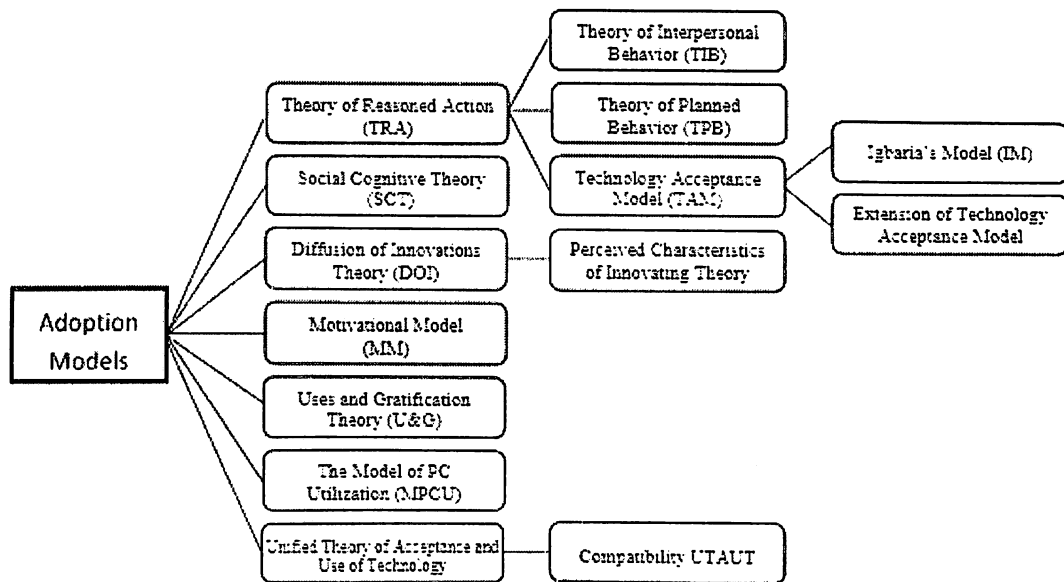 Adoption
Models
Theory of Reasoned Action
(TRA)
Social Cognitive Theory
(SCT)
Diffusion of Innovations
Theory (DOI)
Motivational Model
(MM)
Uses and Gratification
Theory (U&G)
The Model of PC
Utilization (MPCU)
Unified Theory of Acceptance and
Use of Technology
Theory of Interpersonal
Behavior (TIB)
Theory of Planned
Behavior (TPB)
Technology Acceptance
Model (TAM)
Perceived Characteristics
of Innovating Theory
Compatibility UTAUT
Igbaria's Model (IM)
Extension of Technology
Acceptance Model